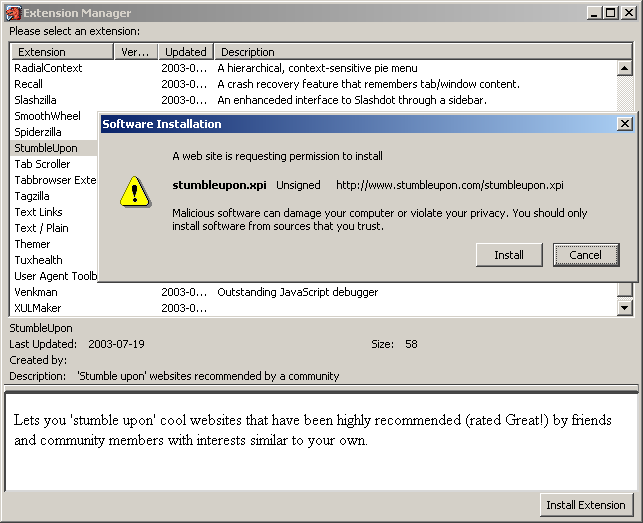 Extension Manager
Please select an extension:
Extension Ver... Updated Description
RadialContext 2003-0... A hierarchical, context-sensitive pie menu
Recall 2003-0... A crash recovery feature that remembers tab/window content.
Slashzilla 2003-0... An enhanceded interface to Slashdot through a sidebar.
SmoothWheel
Spiderzilla
StumbleUpon
Tab Scroller
Tabbrowser Exte
Tagzilla
Text Links
Text / Plain
Themer
Tuxhealth
User Agent Toolb
Venkman 2003-0... Outstanding JavaScript debugger
XULMaker 2003-0...
Software Installation
A web site is requesting permission to install
stumbleupon.xpi Unsigned http://www.stumbleupon.com/stumbleupon.xpi
Malicious software can damage your computer or violate your privacy. You should only
install software from sources that you trust.
Install Cancel
StumbleUpon
Last Updated: 2003-07-19 Size: 58
Created by:
Description: 'Stumble upon' websites recommended by a community
Lets you 'stumble upon' cool websites that have been highly recommended (rated Great!) by friends
and community members with interests similar to your own.
Install Extension